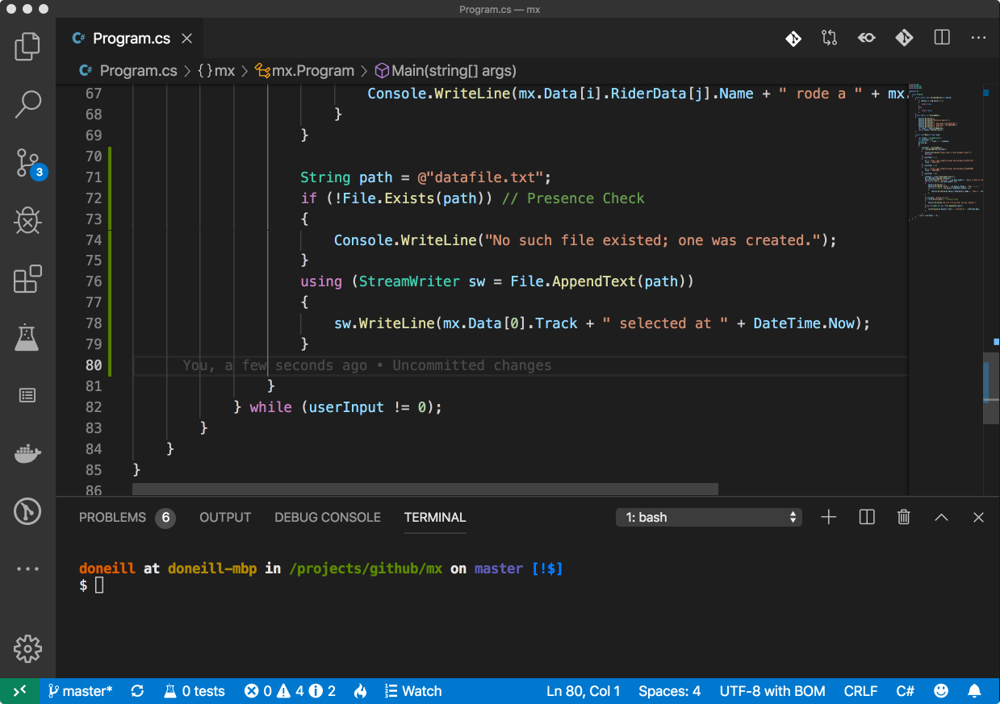 Program.cs — mx
C# Program.cs
C# Program.cs > {} mx > mx.Program > Main(string[] args)
67 Console.WriteLine(mx.Data[i].RiderData[j].Name + " rode a " + mx.
68 }
69 }
70
71 String path = @"datafile.txt";
72 if (!File.Exists(path)) // Presence Check
73 {
74 Console.WriteLine("No such file existed; one was created.");
75 }
76 using (StreamWriter sw = File.AppendText(path))
77 {
78 sw.WriteLine(mx.Data[0].Track + " selected at " + DateTime.Now);
79 }
80 You, a few seconds ago • Uncommitted changes
81 }
82 } while (userInput != 0);
83 }
84 }
85 }
86
3
PROBLEMS 6 OUTPUT DEBUG CONSOLE TERMINAL 1: bash
doneill at doneill-mbp in /projects/github/mx on master [!$]
$
master* 0 tests 0 4 2 Watch Ln 80, Col 1 Spaces: 4 UTF-8 with BOM CRLF C#